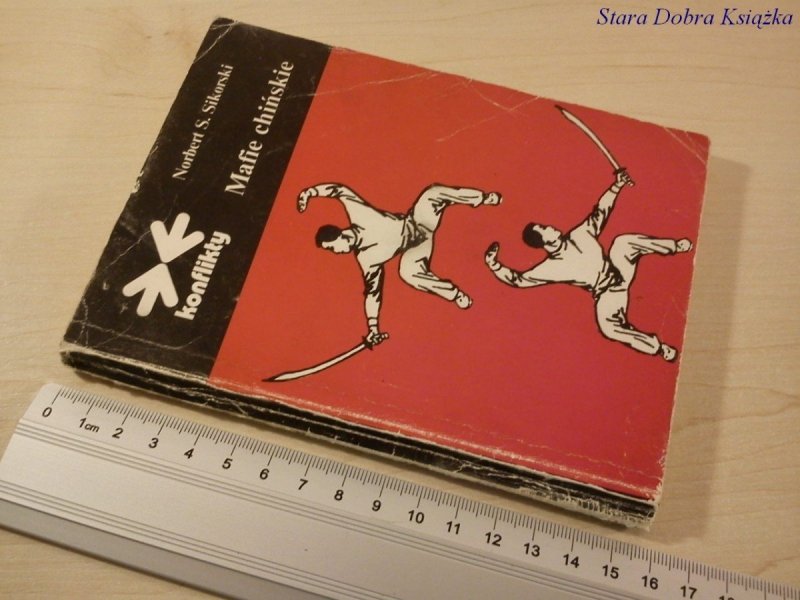 Stara Dobra Książka
Norbert S. Sikorski
Mafie chińskie
konflikty
0 1cm 2 3 4 5 6 7 8 9 10 11 12 13 14 15 16 17